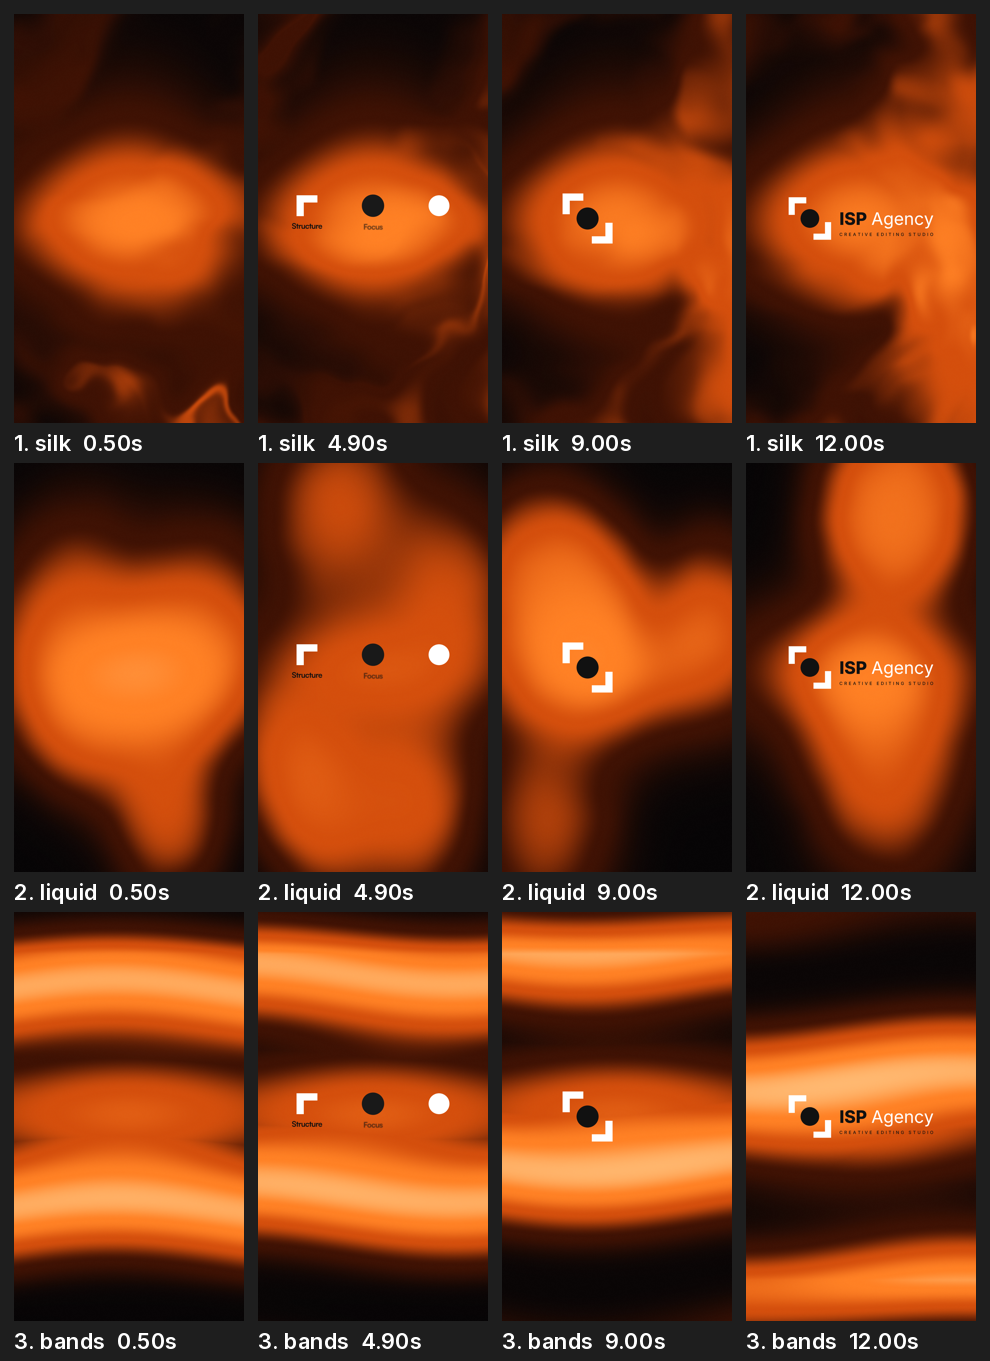 Structure
Focus
ISP Agency
CREATIVE EDITING STUDIO
1. silk 0.50s
1. silk 4.90s
1. silk 9.00s
1. silk 12.00s
Structure
Focus
ISP Agency
CREATIVE EDITING STUDIO
2. liquid 0.50s
2. liquid 4.90s
2. liquid 9.00s
2. liquid 12.00s
Structure
Focus
ISP Agency
CREATIVE EDITING STUDIO
3. bands 0.50s
3. bands 4.90s
3. bands 9.00s
3. bands 12.00s